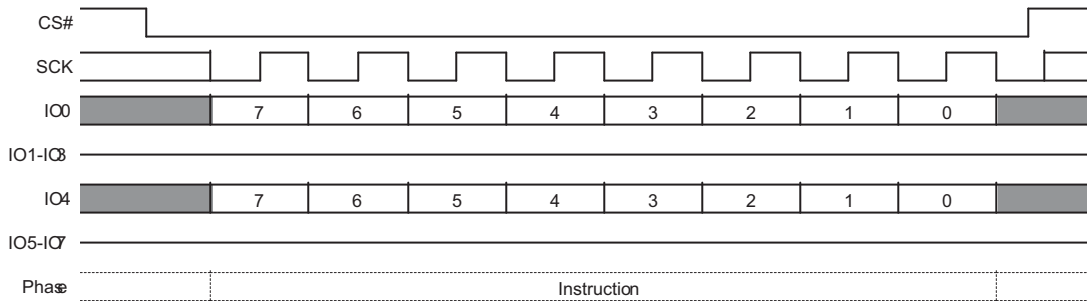 CS#
SCK
IO0 7 6 5 4 3 2 1 0
IO1-IO3
IO4 7 6 5 4 3 2 1 0
IO5-IO7
Phase Instruction